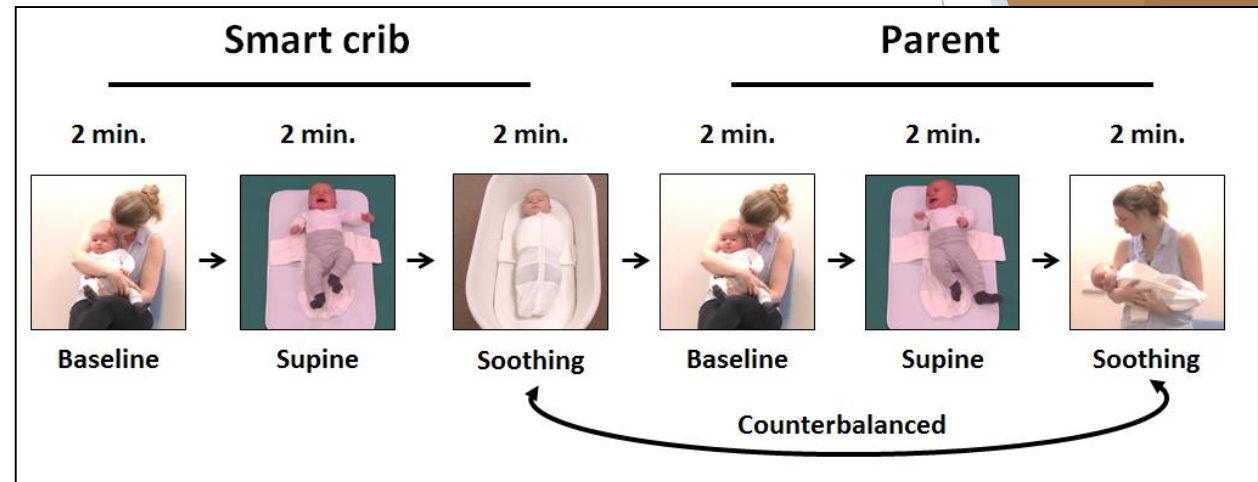 Smart crib Parent
2 min. 2 min. 2 min. 2 min. 2 min. 2 min.
Baseline Supine Soothing Baseline Supine Soothing
Counterbalanced